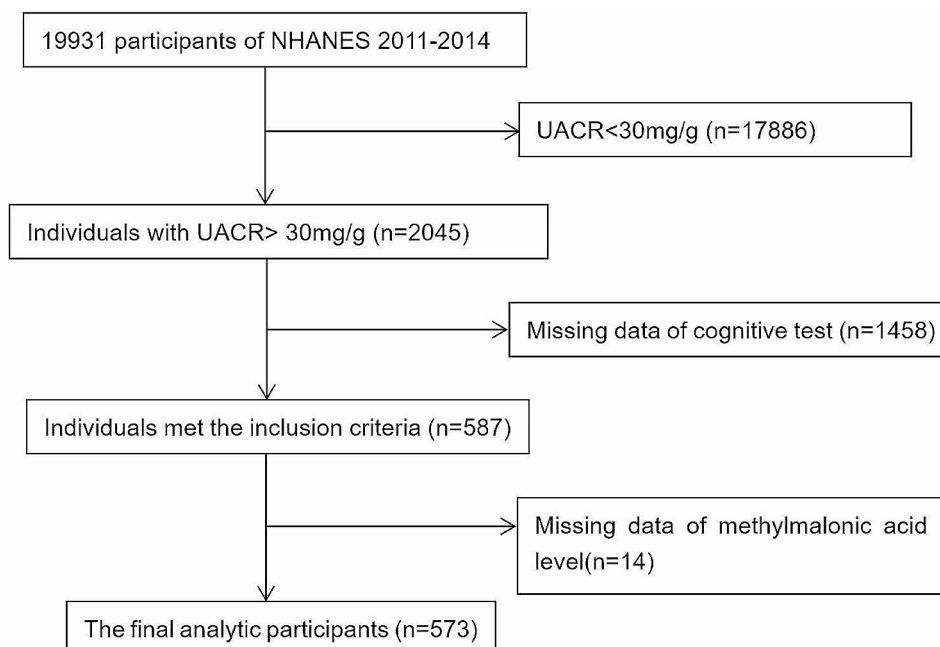 19931 participants of NHANES 2011-2014
UACR<30mg/g (n=17886)
Individuals with UACR> 30mg/g (n=2045)
Missing data of cognitive test (n=1458)
Individuals met the inclusion criteria (n=587)
Missing data of methylmalonic acid
level(n=14)
The final analytic participants (n=573)